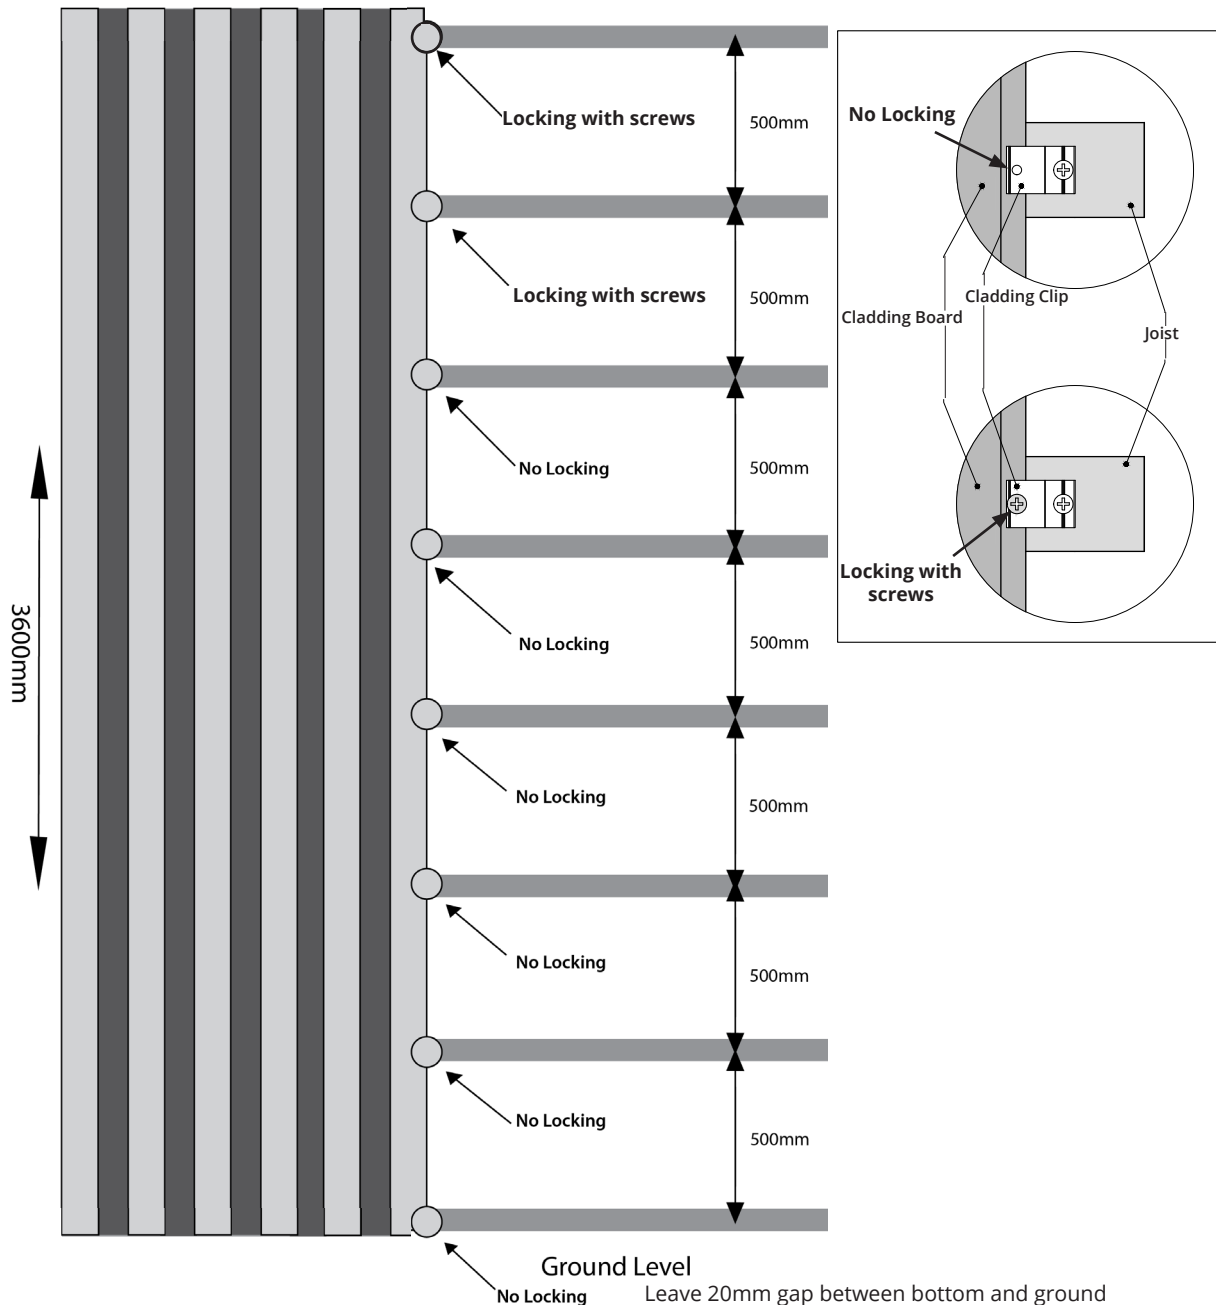 Locking with screws
500mm
No Locking
Locking with screws
500mm
Cladding Clip
Cladding Board
Joist
No Locking
500mm
Locking with
screws
3600mm
No Locking
500mm
No Locking
500mm
No Locking
500mm
No Locking
500mm
Ground Level
No Locking
Leave 20mm gap between bottom and ground